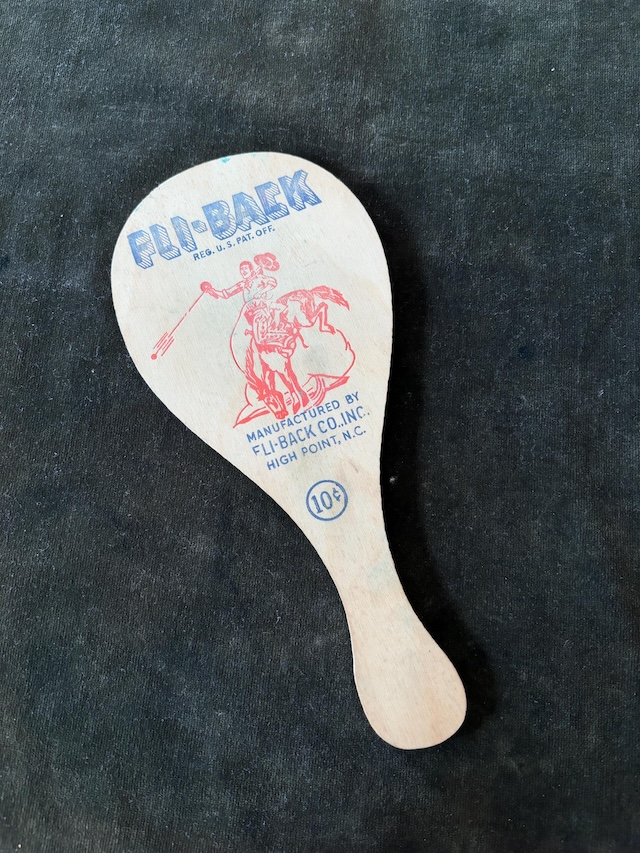 FLI-BACK
REG. U.S. PAT. OFF.
MANUFACTURED BY
FLI-BACK CO., INC.
HIGH POINT, N.C.
10¢